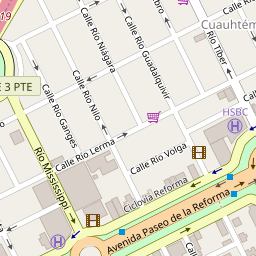 19
Cuauhtém
Calle Río Niágara
Calle Río Guadalquivir
Río Tiber
E 3 PTE
Calle Río Ganges
Calle Río Nilo
HSBC
Calle Río Lerma
Calle Río Volga
Río Mississippi
Ciclovía Reforma
Avenida Paseo de la Reforma